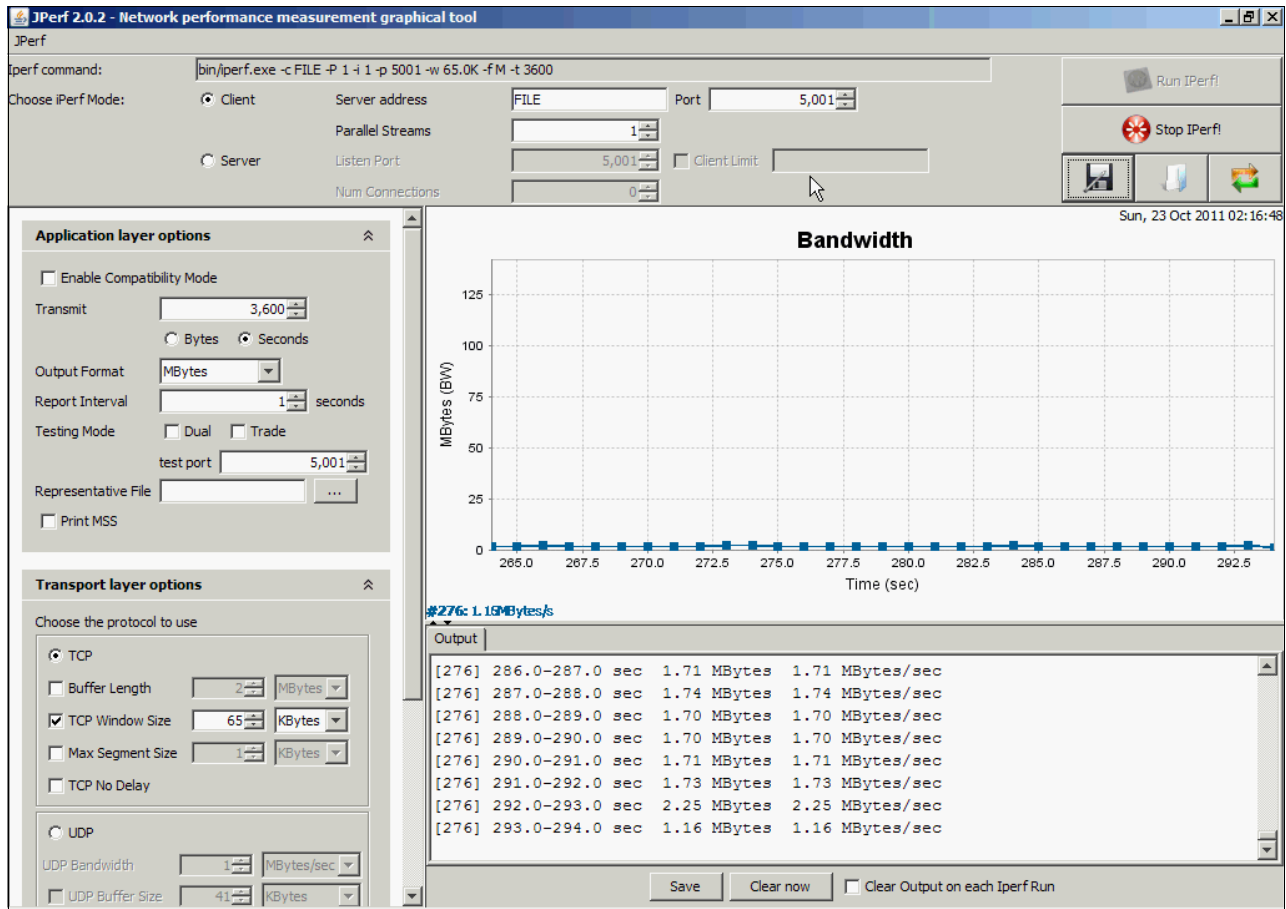 JPerf 2.0.2 - Network performance measurement graphical tool
JPerf
Iperf command: bin/iperf.exe -c FILE -P 1 -i 1 -p 5001 -w 65.0K -f M -t 3600
Choose iPerf Mode: Client Server address FILE Port 5,001
Parallel Streams 1
Server Listen Port 5,001 Client Limit
Num Connections 0
Run IPerf!
Stop IPerf!
Application layer options
Enable Compatibility Mode
Transmit 3,600
Bytes Seconds
Output Format MBytes
Report Interval 1 seconds
Testing Mode Dual Trade
test port 5,001
Representative File ...
Print MSS
Transport layer options
Choose the protocol to use
TCP
Buffer Length 2 MBytes
TCP Window Size 65 KBytes
Max Segment Size 1 KBytes
TCP No Delay
UDP
UDP Bandwidth 1 MBytes/sec
UDP Buffer Size 41 KBytes
Sun, 23 Oct 2011 02:16:48
Bandwidth
MBytes (BW)
125
100
75
50
25
0
265.0 267.5 270.0 272.5 275.0 277.5 280.0 282.5 285.0 287.5 290.0 292.5
Time (sec)
#276: 1.16MBytes/s
Output
[276] 286.0-287.0 sec 1.71 MBytes 1.71 MBytes/sec
[276] 287.0-288.0 sec 1.74 MBytes 1.74 MBytes/sec
[276] 288.0-289.0 sec 1.70 MBytes 1.70 MBytes/sec
[276] 289.0-290.0 sec 1.70 MBytes 1.70 MBytes/sec
[276] 290.0-291.0 sec 1.71 MBytes 1.71 MBytes/sec
[276] 291.0-292.0 sec 1.73 MBytes 1.73 MBytes/sec
[276] 292.0-293.0 sec 2.25 MBytes 2.25 MBytes/sec
[276] 293.0-294.0 sec 1.16 MBytes 1.16 MBytes/sec
Save Clear now Clear Output on each Iperf Run